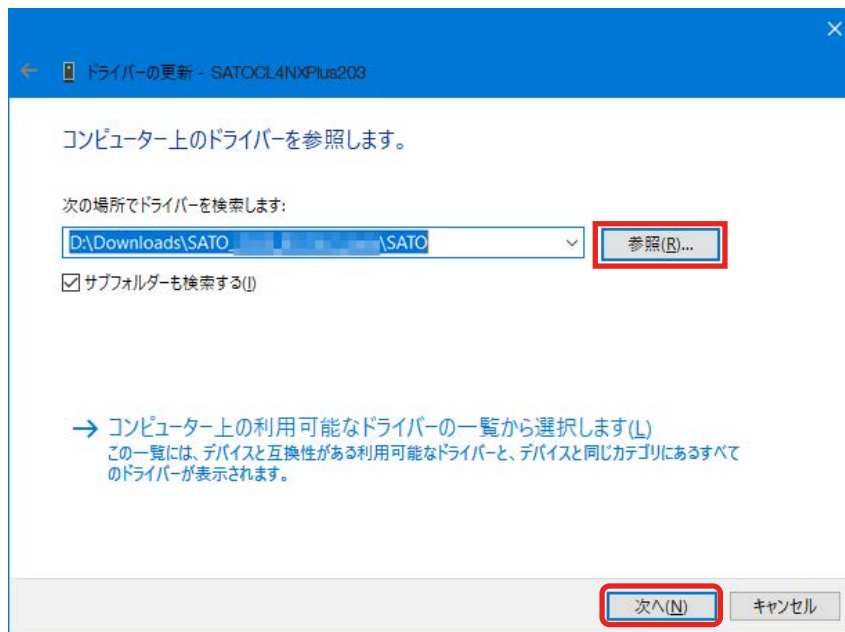 ドライバーの更新 - SATOCL4NXPlus203
コンピューター上のドライバーを参照します。
次の場所でドライバーを検索します:
D:\Downloads\SATO_ \SATO
参照(R)...
サブフォルダーも検索する(I)
コンピューター上の利用可能なドライバーの一覧から選択します(L)
この一覧には、デバイスと互換性がある利用可能なドライバーと、デバイスと同じカテゴリにあるすべて
のドライバーが表示されます。
次へ(N)
キャンセル